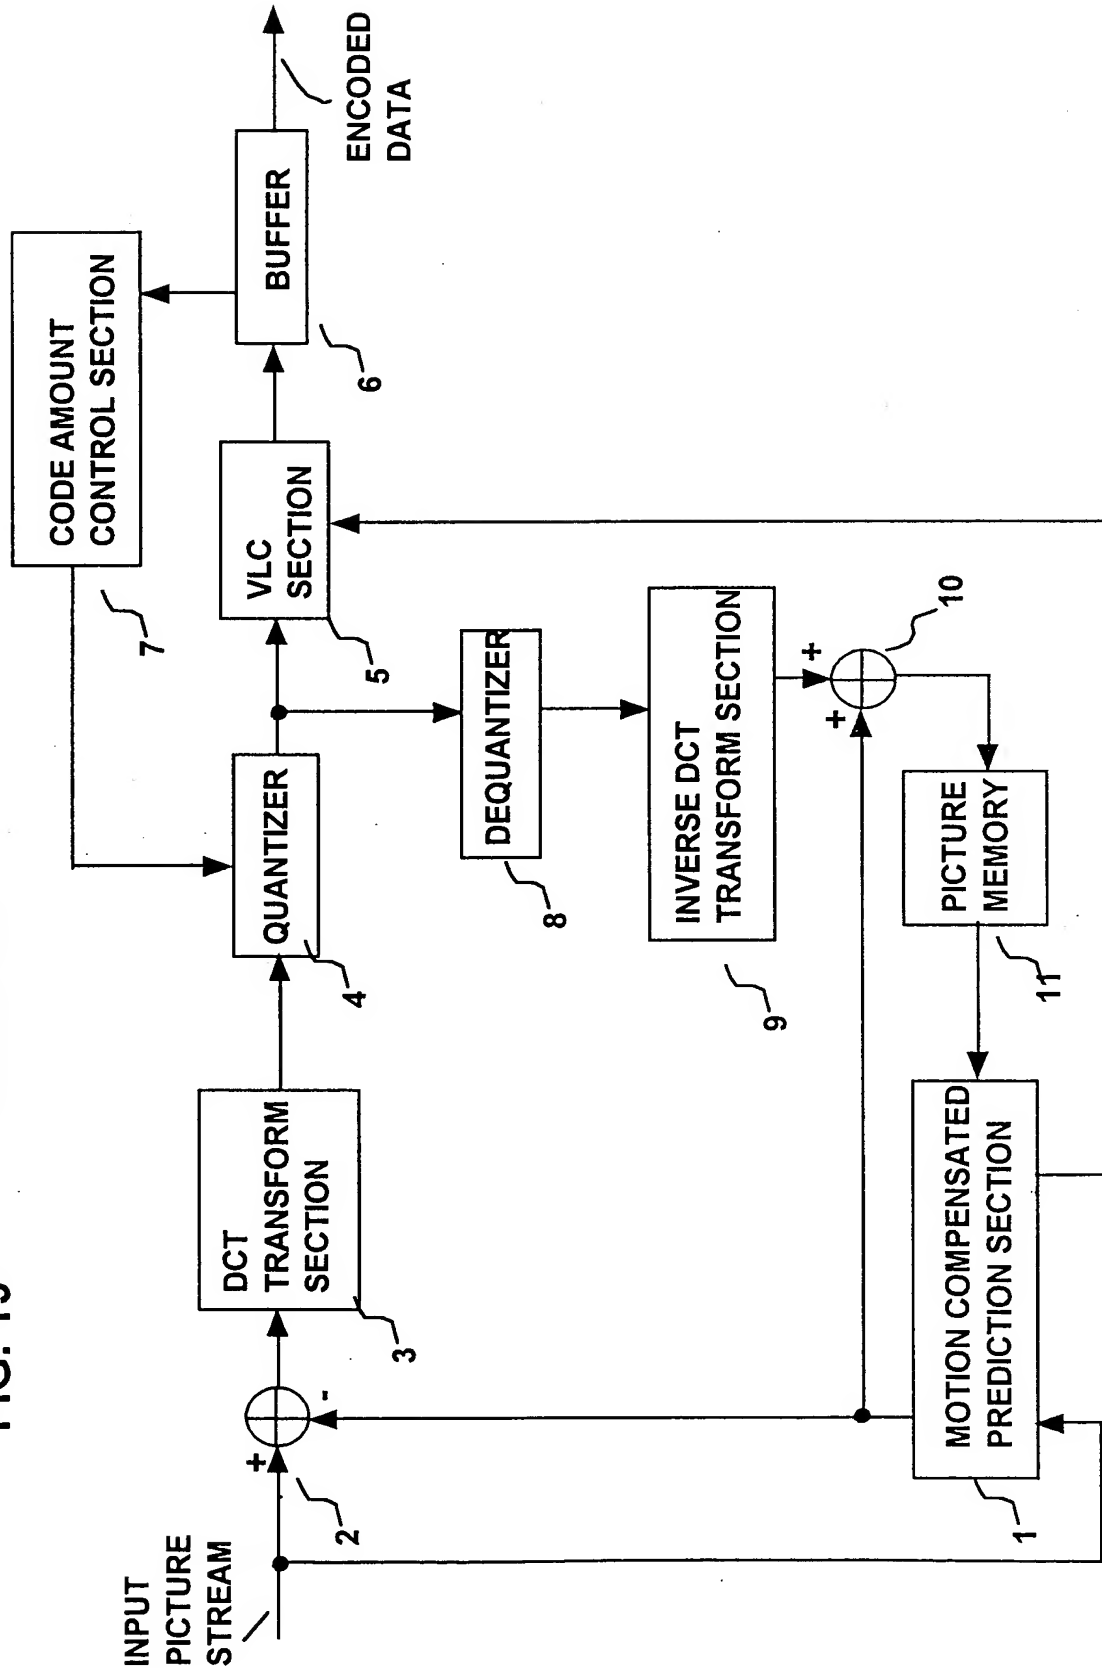 INPUT
PICTURE
STREAM
+
2
-
DCT
TRANSFORM
SECTION
3
QUANTIZER
4
VLC
SECTION
5
BUFFER
6
ENCODED
DATA
CODE AMOUNT
CONTROL SECTION
7
DEQUANTIZER
8
INVERSE DCT
TRANSFORM SECTION
9
+
+
10
PICTURE
MEMORY
11
MOTION COMPENSATED
PREDICTION SECTION
1